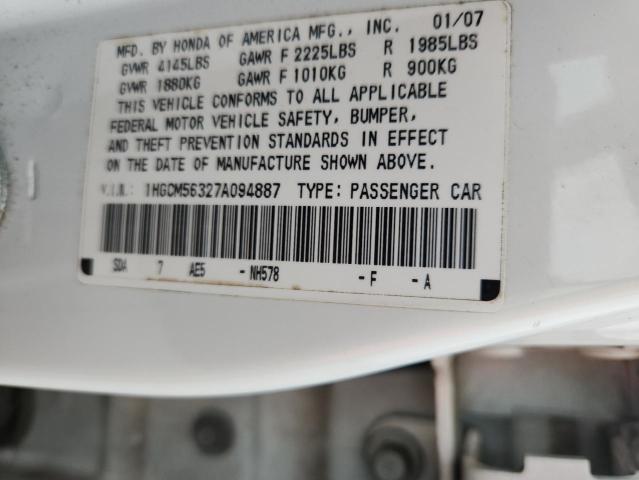 MFD. BY HONDA OF AMERICA MFG., INC. 01/07
GVWR 4145LBS GAWR F 2225LBS R 1985LBS
GVWR 1880KG GAWR F 1010KG R 900KG
THIS VEHICLE CONFORMS TO ALL APPLICABLE
FEDERAL MOTOR VEHICLE SAFETY, BUMPER,
AND THEFT PREVENTION STANDARDS IN EFFECT
ON THE DATE OF MANUFACTURE SHOWN ABOVE.
V.I.N.: 1HGCM56327A094887 TYPE: PASSENGER CAR
SDA 7 AE5 -NH578 -F -A